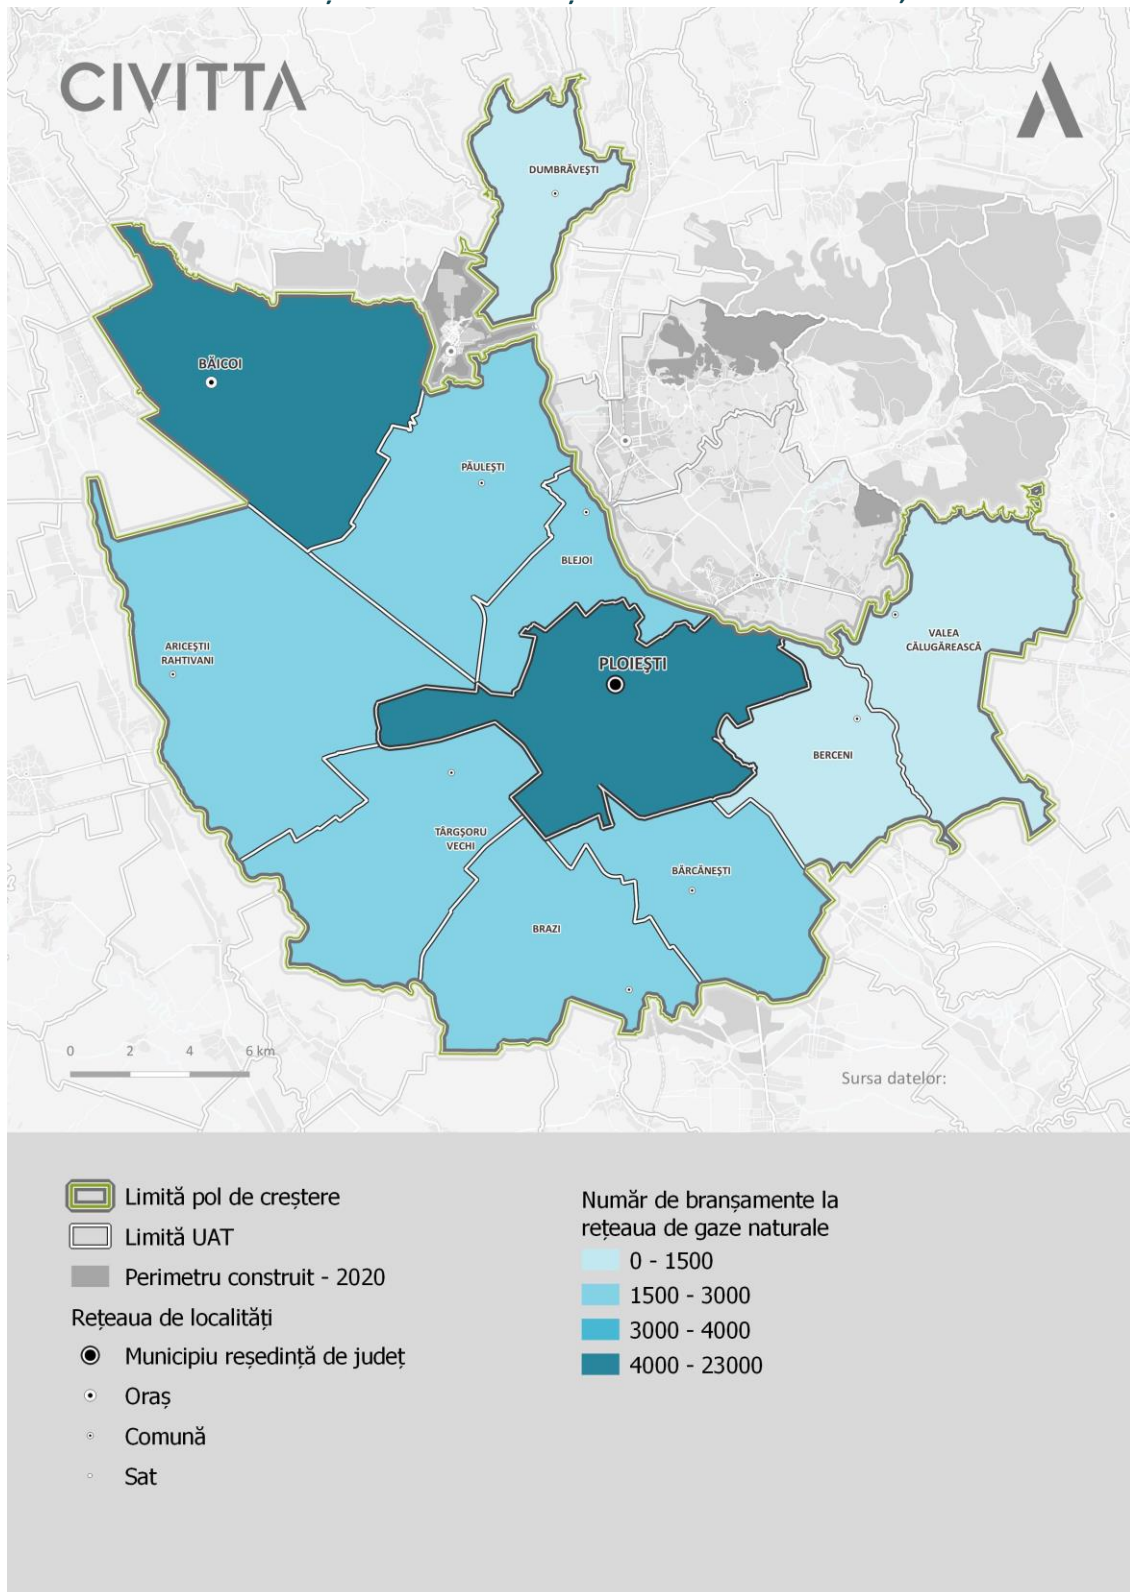 CIVITTA
DUMBRĂVEȘTI
BĂICOI
PĂULEȘTI
BLEJOI
ARICEȘTII
RAHTIVANI
PLOIEȘTI
VALEA
CĂLUGĂREASCĂ
BERCENI
TÂRGȘORU
VECHI
BĂRCĂNEȘTI
BRAZI
0 2 4 6 km
Sursa datelor:
Limită pol de creștere
Limită UAT
Perimetru construit - 2020
Rețeaua de localități
Municipiu reședință de județ
Oraș
Comună
Sat
Număr de branșamente la
rețeaua de gaze naturale
0 - 1500
1500 - 3000
3000 - 4000
4000 - 23000